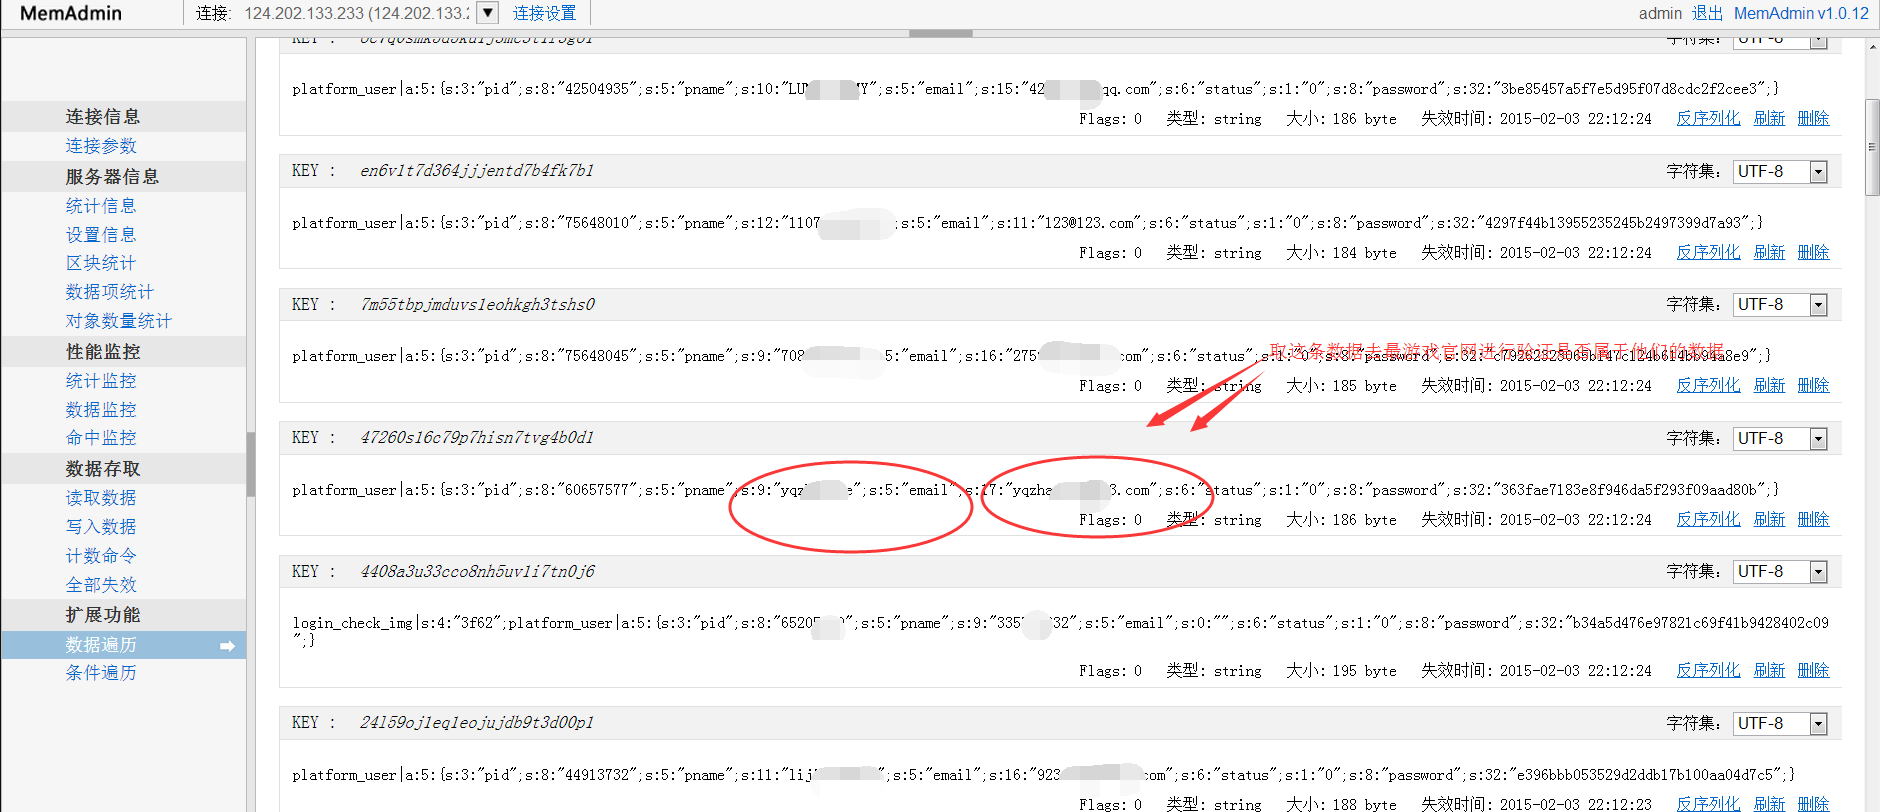 MemAdmin 连接: 124.202.133.233 (124.202.133.2 连接设置 admin 退出 MemAdmin v1.0.12
连接信息
连接参数
服务器信息
统计信息
设置信息
区块统计
数据项统计
对象数量统计
性能监控
统计监控
数据监控
命中监控
数据存取
读取数据
写入数据
计数命令
全部失效
扩展功能
数据遍历
条件遍历
KEY : 字符集: UTF-8
platform_user|a:5:{s:3:"pid";s:8:"42504935";s:5:"pname";s:10:"LU Y";s:5:"email";s:15:"42 qq.com";s:6:"status";s:1:"0";s:8:"password";s:32:"3be85457a5f7e5d95f07d8cdc2f2cee3";}
Flags: 0 类型: string 大小: 186 byte 失效时间: 2015-02-03 22:12:24 反序列化 刷新 删除
KEY : en6v1t7d364jjjentd7b4fk7b1 字符集: UTF-8
platform_user|a:5:{s:3:"pid";s:8:"75648010";s:5:"pname";s:12:"1107 ;s:5:"email";s:11:"123@123.com";s:6:"status";s:1:"0";s:8:"password";s:32:"4297f44b13955235245b2497399d7a93";}
Flags: 0 类型: string 大小: 184 byte 失效时间: 2015-02-03 22:12:24 反序列化 刷新 删除
KEY : 7m55tbpjmduvs1eohkgh3tshs0 字符集: UTF-8
取这条数据去最游戏官网进行验证是否属于他们的数据
platform_user|a:5:{s:3:"pid";s:8:"75648045";s:5:"pname";s:9:"708 5:"email";s:16:"275 com";s:6:"status";s:1:"0";s:8:"password";s:32:
Flags: 0 类型: string 大小: 185 byte 失效时间: 2015-02-03 22:12:24 反序列化 刷新 删除
KEY : 47260s16c79p7hisn7tvg4b0d1 字符集: UTF-8
platform_user|a:5:{s:3:"pid";s:8:"60657577";s:5:"pname";s:9:"yqz e";s:5:"email";s:17:"yqzha 3.com";s:6:"status";s:1:"0";s:8:"password";s:32:"363fae7183e8f946da5f293f09aad80b";}
Flags: 0 类型: string 大小: 186 byte 失效时间: 2015-02-03 22:12:24 反序列化 刷新 删除
KEY : 4408a3u33cco8nh5uv1i7tn0j6 字符集: UTF-8
login_check_img|s:4:"3f62";platform_user|a:5:{s:3:"pid";s:8:"6520 ";s:5:"pname";s:9:"335 632";s:5:"email";s:0:"";s:6:"status";s:1:"0";s:8:"password";s:32:"b34a5d476e97821c69f41b9428402c09
";}
Flags: 0 类型: string 大小: 195 byte 失效时间: 2015-02-03 22:12:24 反序列化 刷新 删除
KEY : 24l59oj1eq1eojujdb9t3d00p1 字符集: UTF-8
platform_user|a:5:{s:3:"pid";s:8:"44913732";s:5:"pname";s:11:"lij ";s:5:"email";s:16:"923 com";s:6:"status";s:1:"0";s:8:"password";s:32:"e396bbb053529d2ddb17b100aa04d7c5";}
Flags: 0 类型: string 大小: 188 byte 失效时间: 2015-02-03 22:12:23 反序列化 刷新 删除